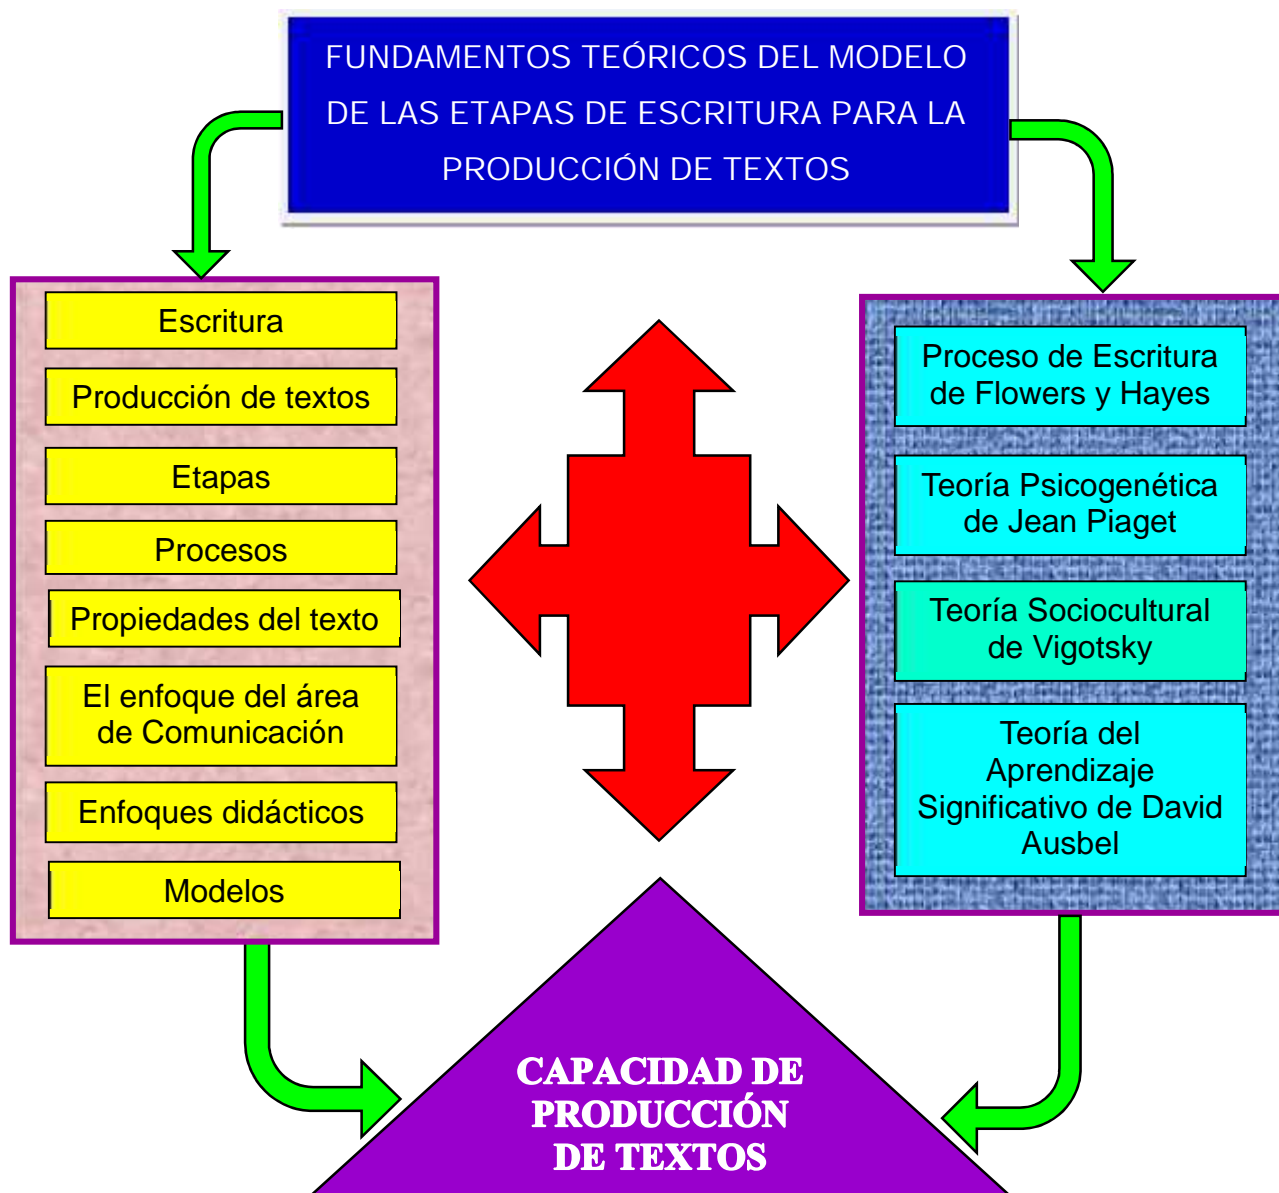 FUNDAMENTOS TEÓRICOS DEL MODELO
DE LAS ETAPAS DE ESCRITURA PARA LA
PRODUCCIÓN DE TEXTOS
Escritura
Producción de textos
Etapas
Procesos
Propiedades del texto
El enfoque del área
de Comunicación
Enfoques didácticos
Modelos
Proceso de Escritura
de Flowers y Hayes
Teoría Psicogenética
de Jean Piaget
Teoría Sociocultural
de Vigotsky
Teoría del
Aprendizaje
Significativo de David
Ausbel
CAPACIDAD DE
PRODUCCIÓN
DE TEXTOS